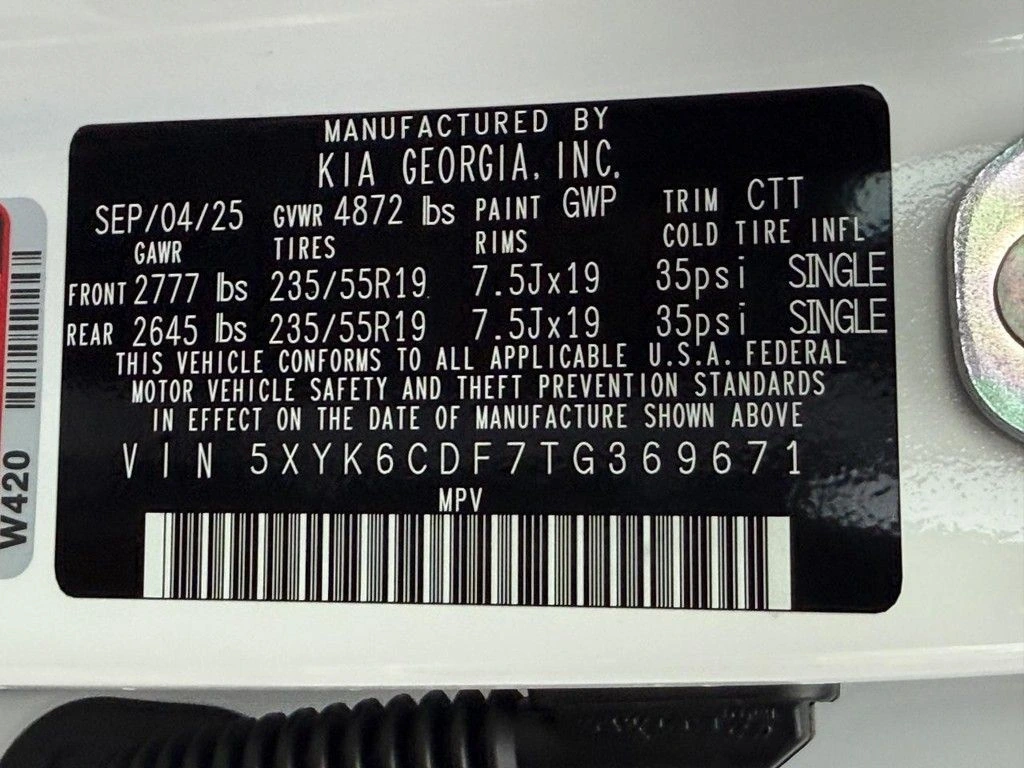 MANUFACTURED BY
KIA GEORGIA, INC.
SEP/04/25 GVWR 4872 lbs PAINT GWP TRIM CTT
GAWR TIRES RIMS COLD TIRE INFL
FRONT 2777 lbs 235/55R19 7.5Jx19 35psi SINGLE
REAR 2645 lbs 235/55R19 7.5Jx19 35psi SINGLE
THIS VEHICLE CONFORMS TO ALL APPLICABLE U.S.A. FEDERAL
MOTOR VEHICLE SAFETY AND THEFT PREVENTION STANDARDS
IN EFFECT ON THE DATE OF MANUFACTURE SHOWN ABOVE
VIN 5XYK6CDF7TG369671
MPV
W420